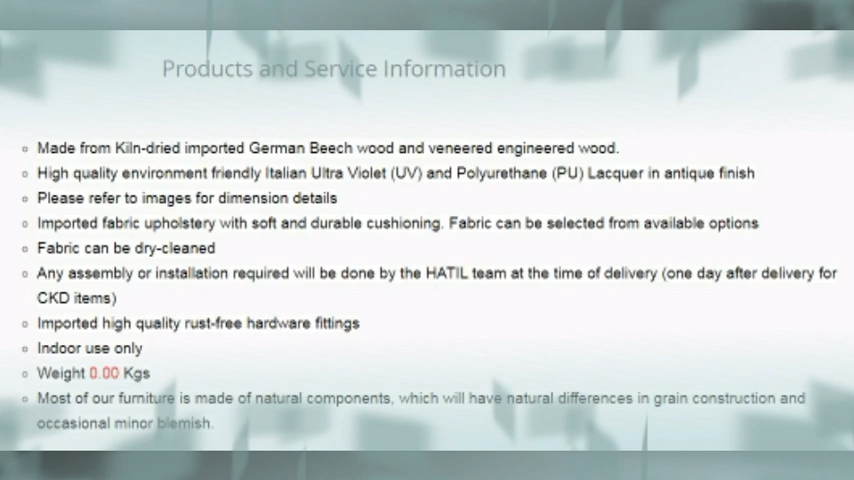 Products and Service Information
Made from Kiln-dried imported German Beech wood and veneered engineered wood.
High quality environment friendly Italian Ultra Violet (UV) and Polyurethane (PU) Lacquer in antique finish
Please refer to images for dimension details
Imported fabric upholstery with soft and durable cushioning. Fabric can be selected from available options
Fabric can be dry-cleaned
Any assembly or installation required will be done by the HATIL team at the time of delivery (one day after delivery for
CKD items)
Imported high quality rust-free hardware fittings
Indoor use only
Weight 0.00 Kgs
Most of our furniture is made of natural components, which will have natural differences in grain construction and
occasional minor blemish.